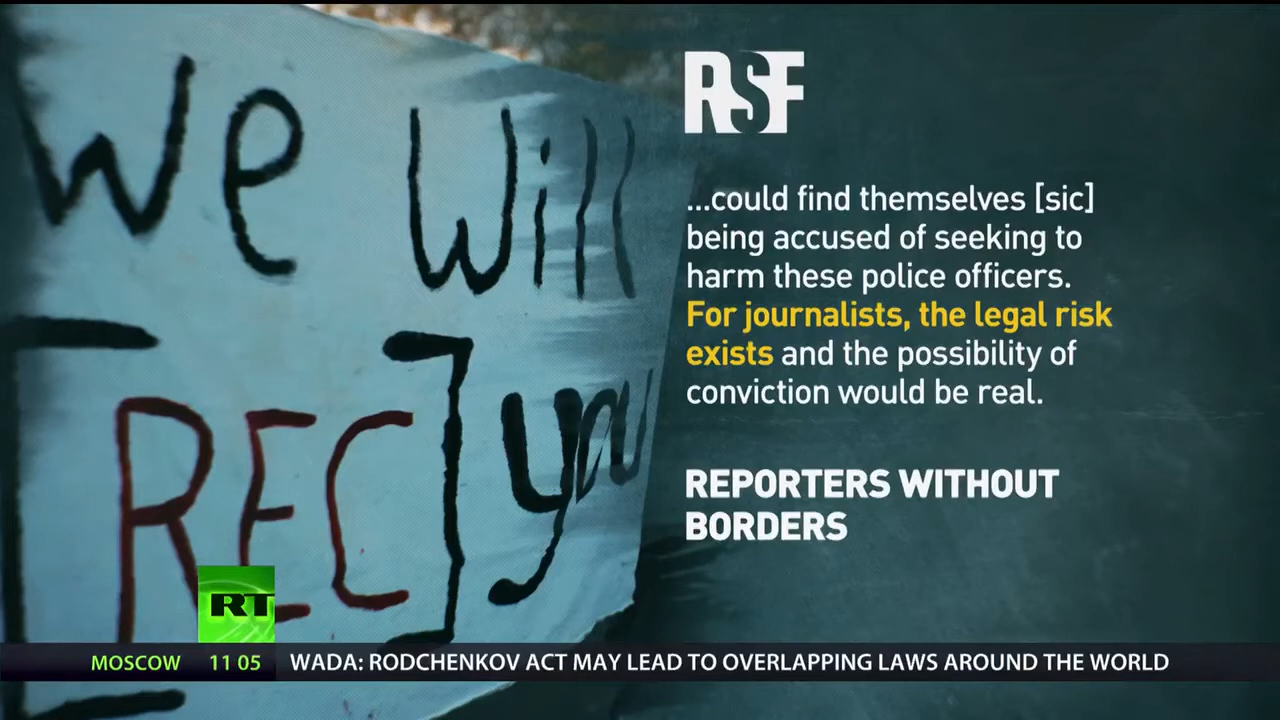 We Will
[REC] you
RSF
...could find themselves [sic]
being accused of seeking to
harm these police officers.
For journalists, the legal risk
exists and the possibility of
conviction would be real.
REPORTERS WITHOUT
BORDERS
RT
MOSCOW 11 05 WADA: RODCHENKOV ACT MAY LEAD TO OVERLAPPING LAWS AROUND THE WORLD